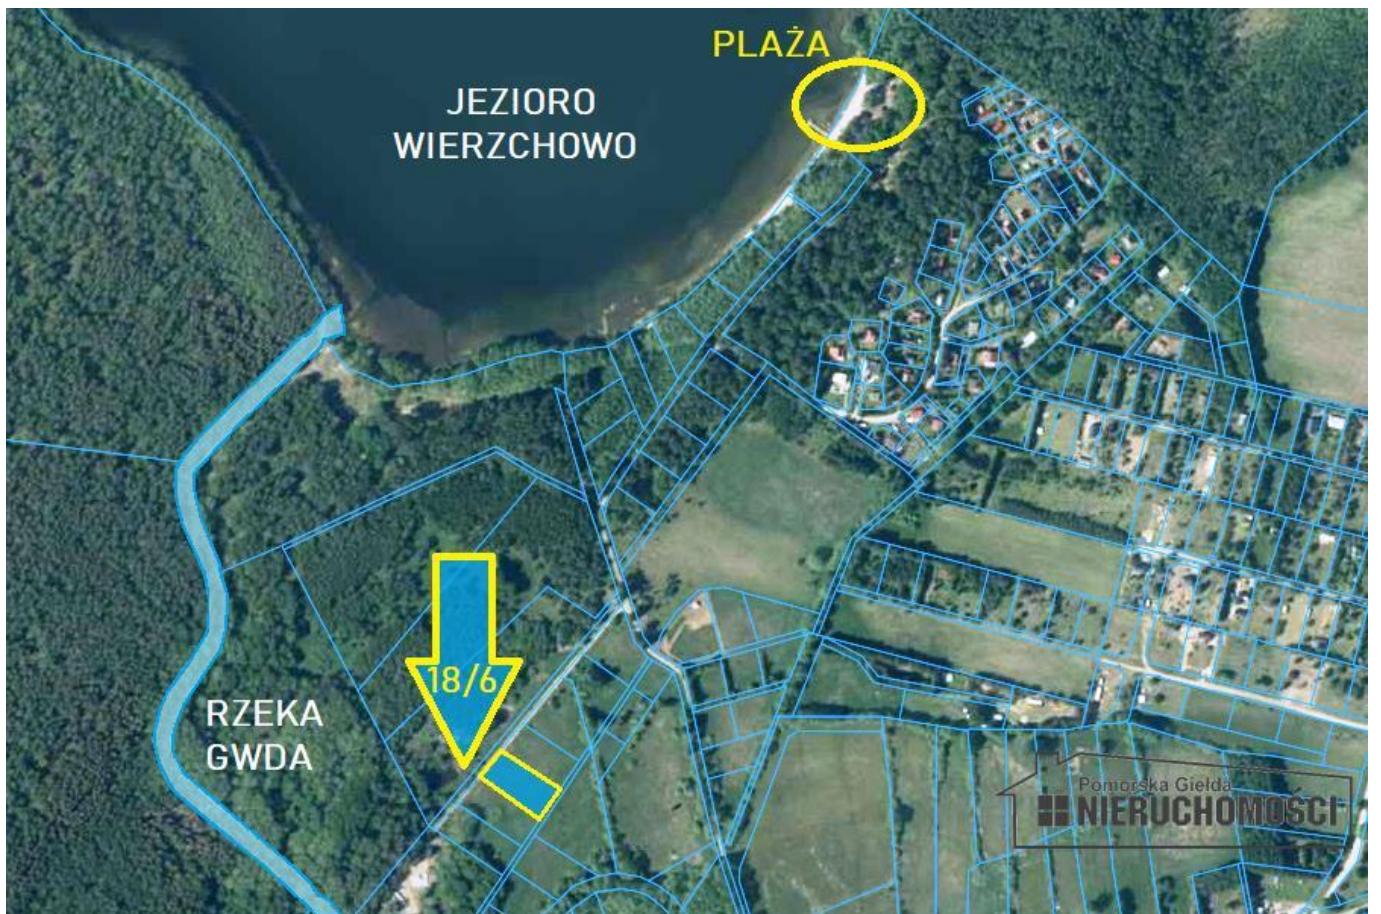 PLAŻA
JEZIORO
WIERZCHOWO
18/6
RZEKA
GWDA
Pomorska Giełda
NIERUCHOMOŚCI